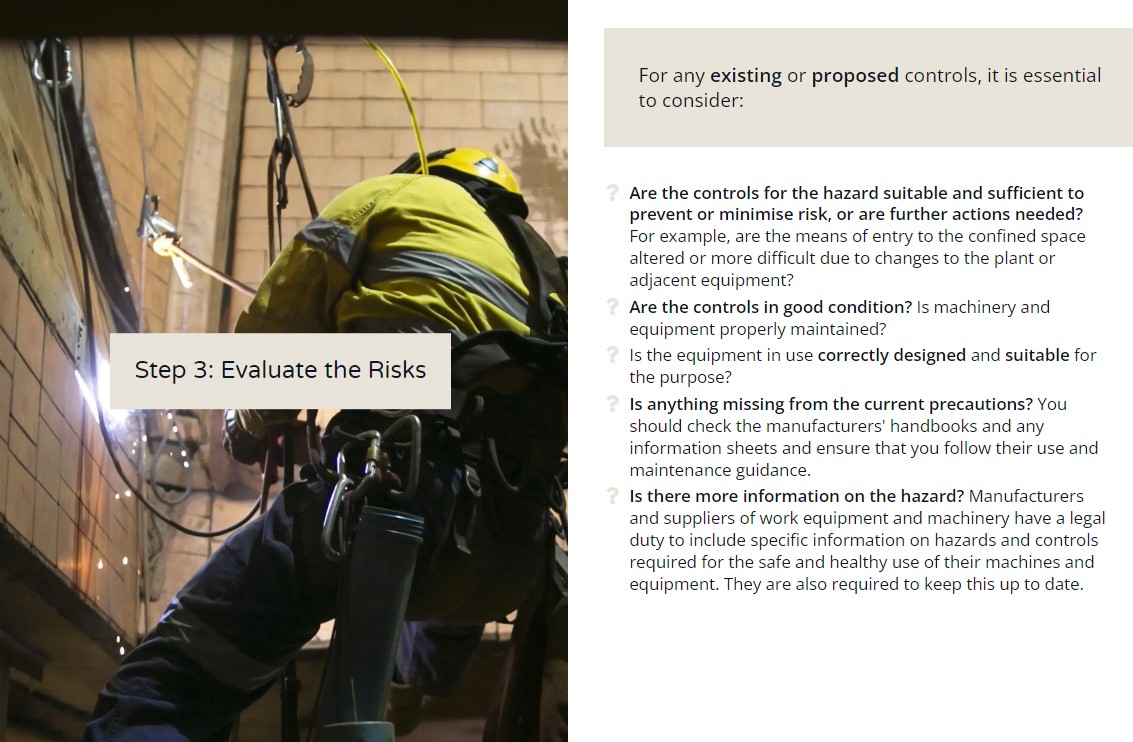 Step 3: Evaluate the Risks
For any existing or proposed controls, it is essential
to consider:
? Are the controls for the hazard suitable and sufficient to
prevent or minimise risk, or are further actions needed?
For example, are the means of entry to the confined space
altered or more difficult due to changes to the plant or
adjacent equipment?
? Are the controls in good condition? Is machinery and
equipment properly maintained?
? Is the equipment in use correctly designed and suitable for
the purpose?
? Is anything missing from the current precautions? You
should check the manufacturers' handbooks and any
information sheets and ensure that you follow their use and
maintenance guidance.
? Is there more information on the hazard? Manufacturers
and suppliers of work equipment and machinery have a legal
duty to include specific information on hazards and controls
required for the safe and healthy use of their machines and
equipment. They are also required to keep this up to date.